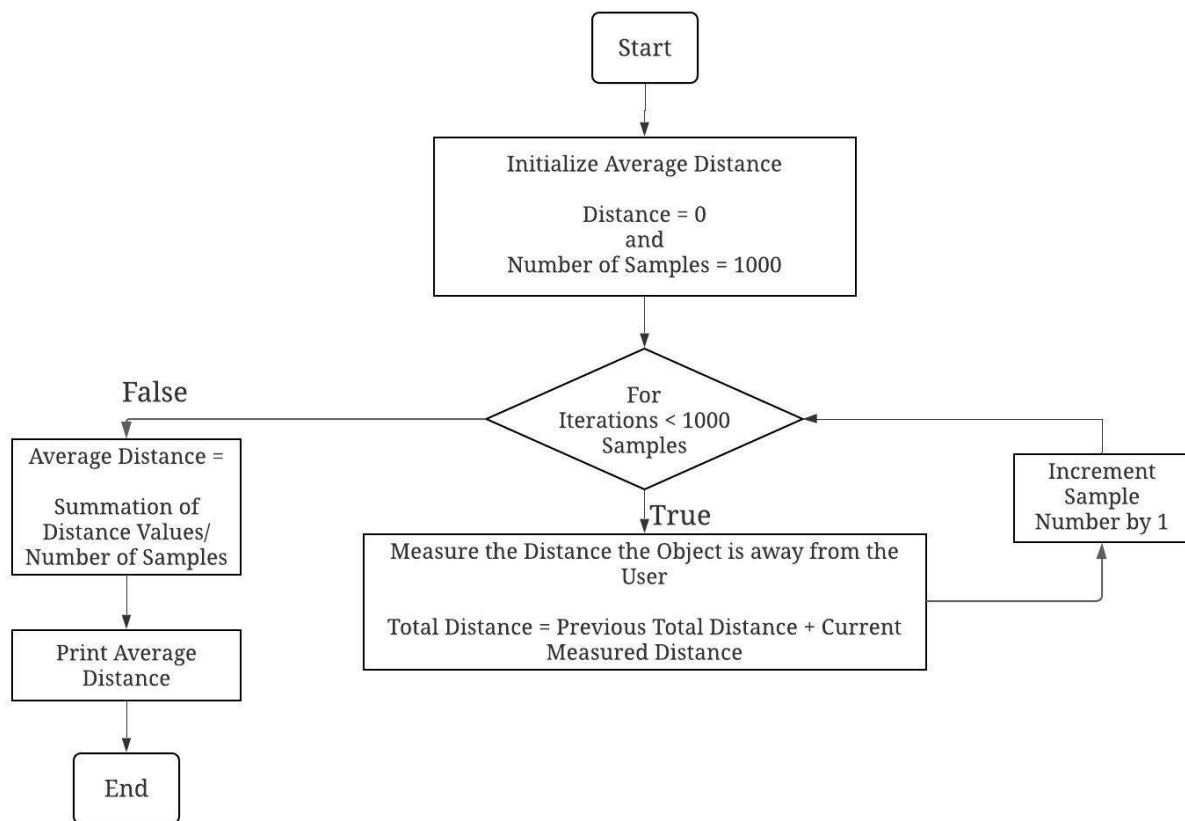 Start
Initialize Average Distance
Distance = 0
and
Number of Samples = 1000
For
Iterations < 1000
Samples
False
True
Average Distance =
Summation of
Distance Values/
Number of Samples
Print Average
Distance
End
Measure the Distance the Object is away from the
User
Total Distance = Previous Total Distance + Current
Measured Distance
Increment
Sample
Number by 1